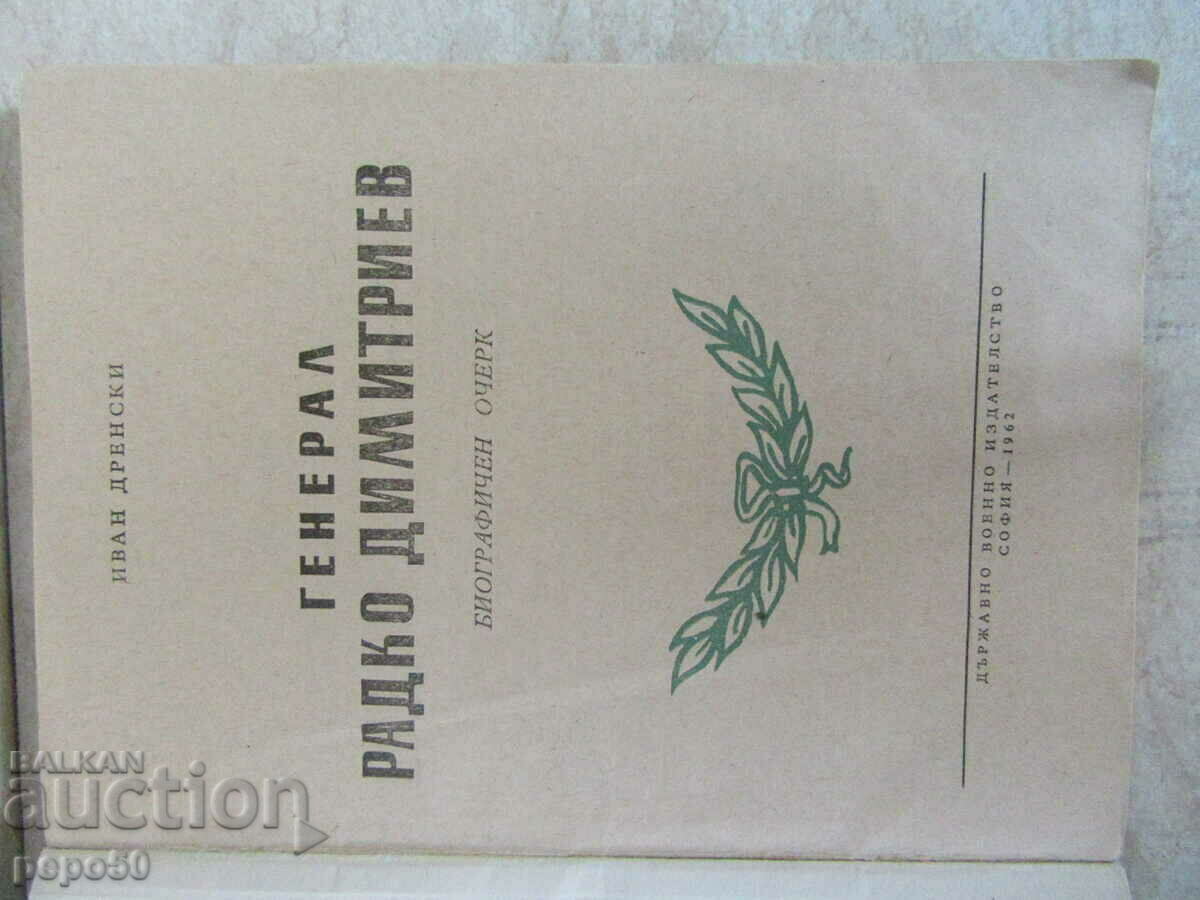 ИВАН ДРЕНСКИ
ГЕНЕРАЛ
РАДКО ДИМИТРИЕВ
БИОГРАФИЧЕН ОЧЕРК
ДЪРЖАВНО ВОЕННО ИЗДАТЕЛСТВО
СОФИЯ — 1962
BALKAN
auction
pepo50